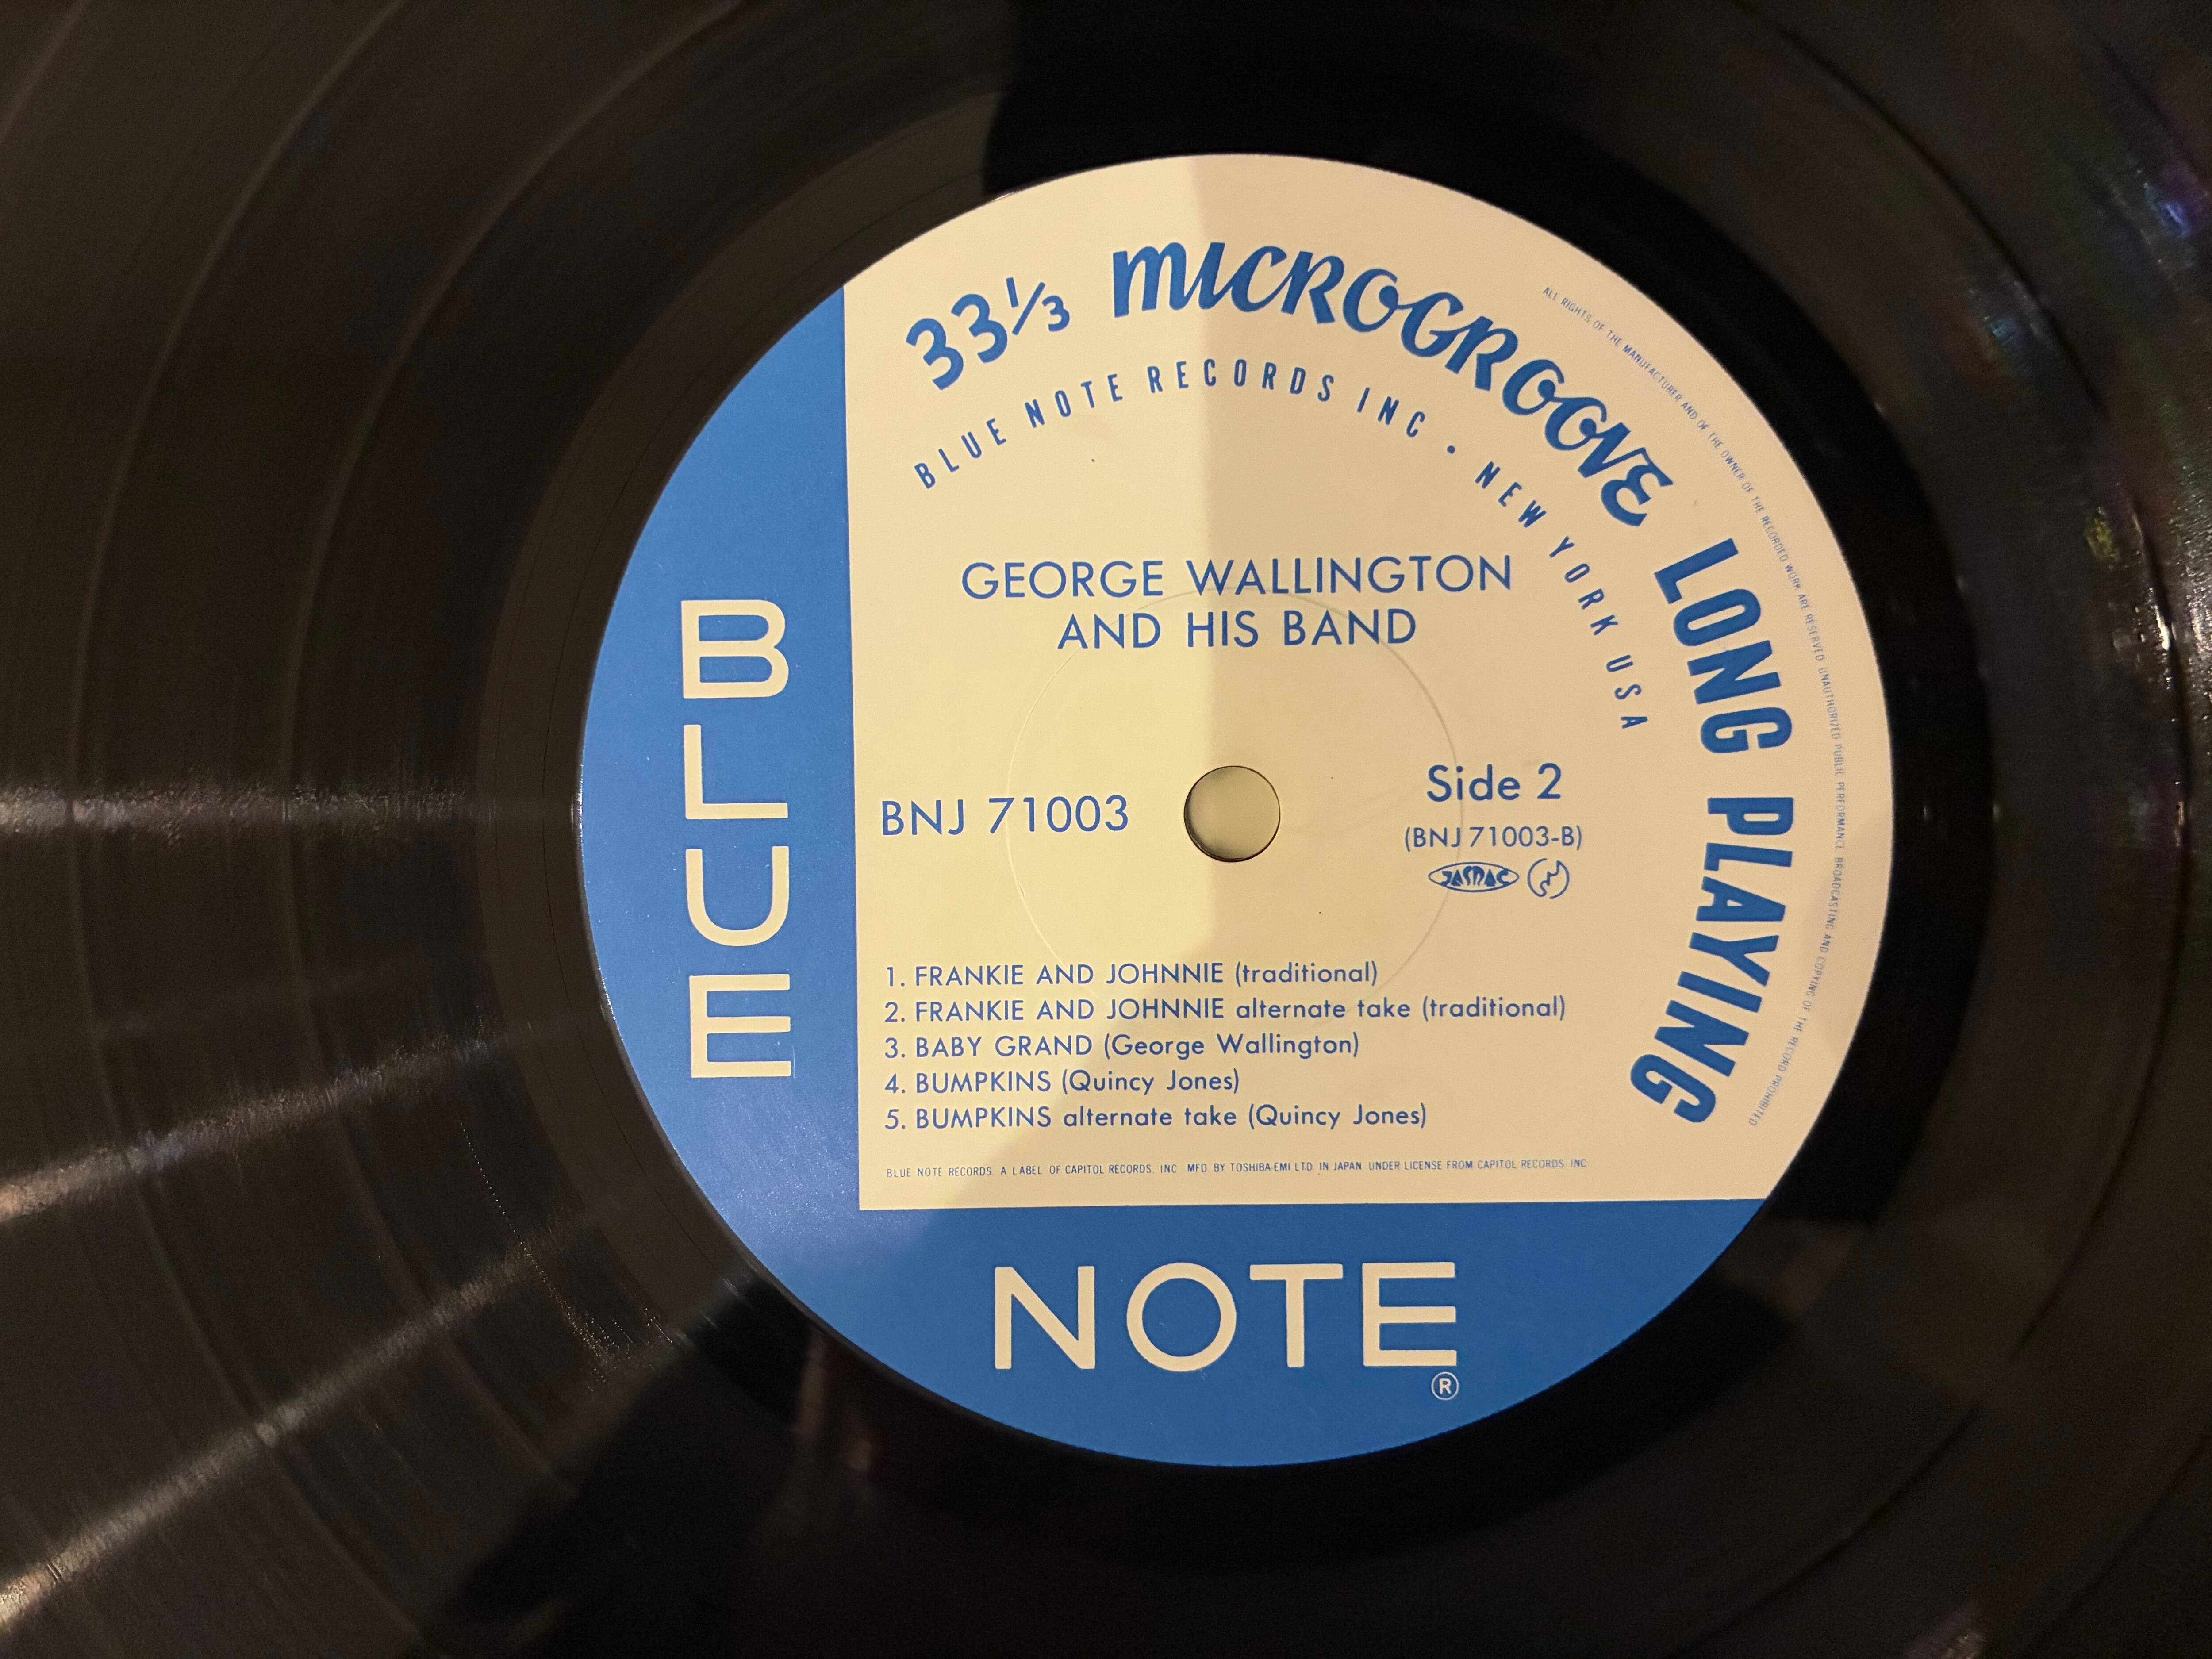 33⅓ MICROGROOVE LONG PLAYING
BLUE NOTE RECORDS INC • NEW YORK USA
ALL RIGHTS OF THE MANUFACTURER AND OF THE OWNER OF THE RECORDED WORK ARE RESERVED UNAUTHORIZED PUBLIC PERFORMANCE BROADCASTING AND COPYING OF THE RECORD PROHIBITED
GEORGE WALLINGTON
AND HIS BAND
BNJ 71003
Side 2
(BNJ 71003-B)
JASRAC
1. FRANKIE AND JOHNNIE (traditional)
2. FRANKIE AND JOHNNIE alternate take (traditional)
3. BABY GRAND (George Wallington)
4. BUMPKINS (Quincy Jones)
5. BUMPKINS alternate take (Quincy Jones)
BLUE NOTE RECORDS. A LABEL OF CAPITOL RECORDS. INC. MFD. BY TOSHIBA-EMI LTD. IN JAPAN UNDER LICENSE FROM CAPITOL RECORDS. INC.
BLUE
NOTE
®